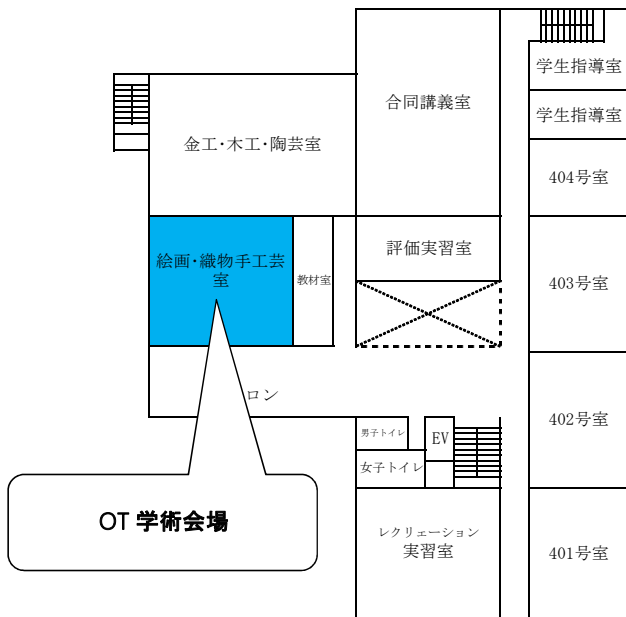 学生指導室
合同講義室
学生指導室
金工・木工・陶芸室
404号室
評価実習室
絵画・織物手工芸
室
教材室
403号室
ロン
402号室
男子トイレ
EV
女子トイレ
OT 学術会場
レクリェーション
実習室
401号室